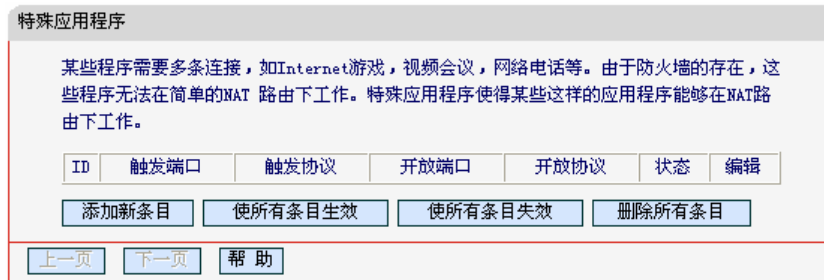 特殊应用程序
某些程序需要多条连接，如Internet游戏，视频会议，网络电话等。由于防火墙的存在，这
些程序无法在简单的NAT 路由下工作。特殊应用程序使得某些这样的应用程序能够在NAT路
由下工作。
ID 触发端口 触发协议 开放端口 开放协议 状态 编辑
添加新条目 使所有条目生效 使所有条目失效 删除所有条目
上一页 下一页 帮 助